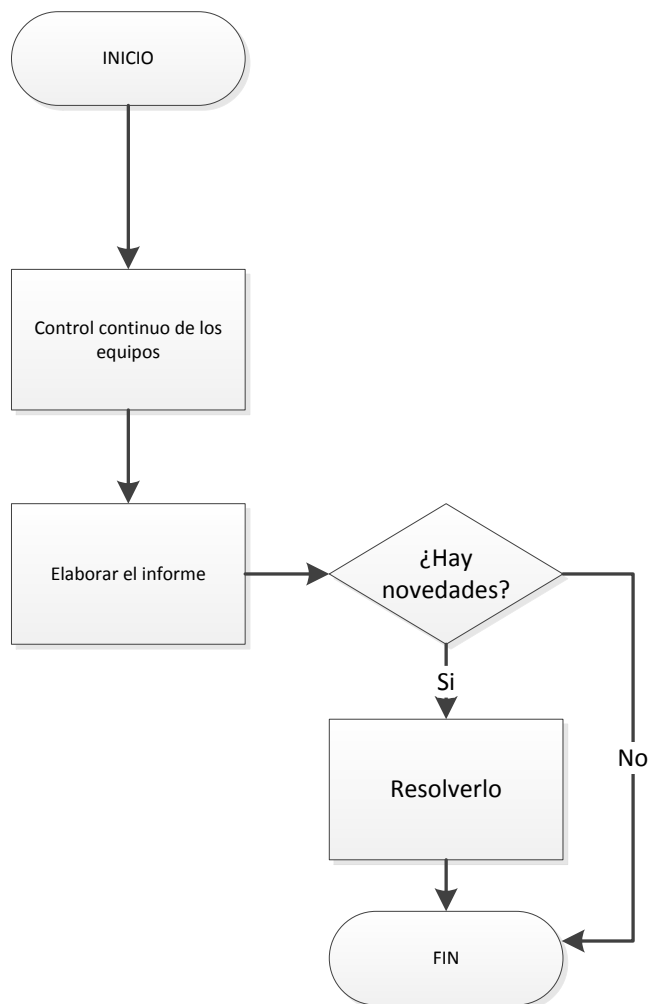 INICIO
Control continuo de los
equipos
Elaborar el informe
¿Hay
novedades?
Si
No
Resolverlo
FIN